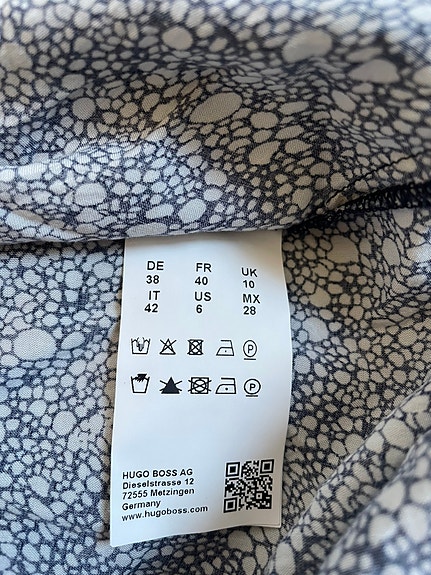 DE FR UK
38 40 10
IT US MX
42 6 28
P
P
HUGO BOSS AG
Dieselstrasse 12
72555 Metzingen
Germany
www.hugoboss.com